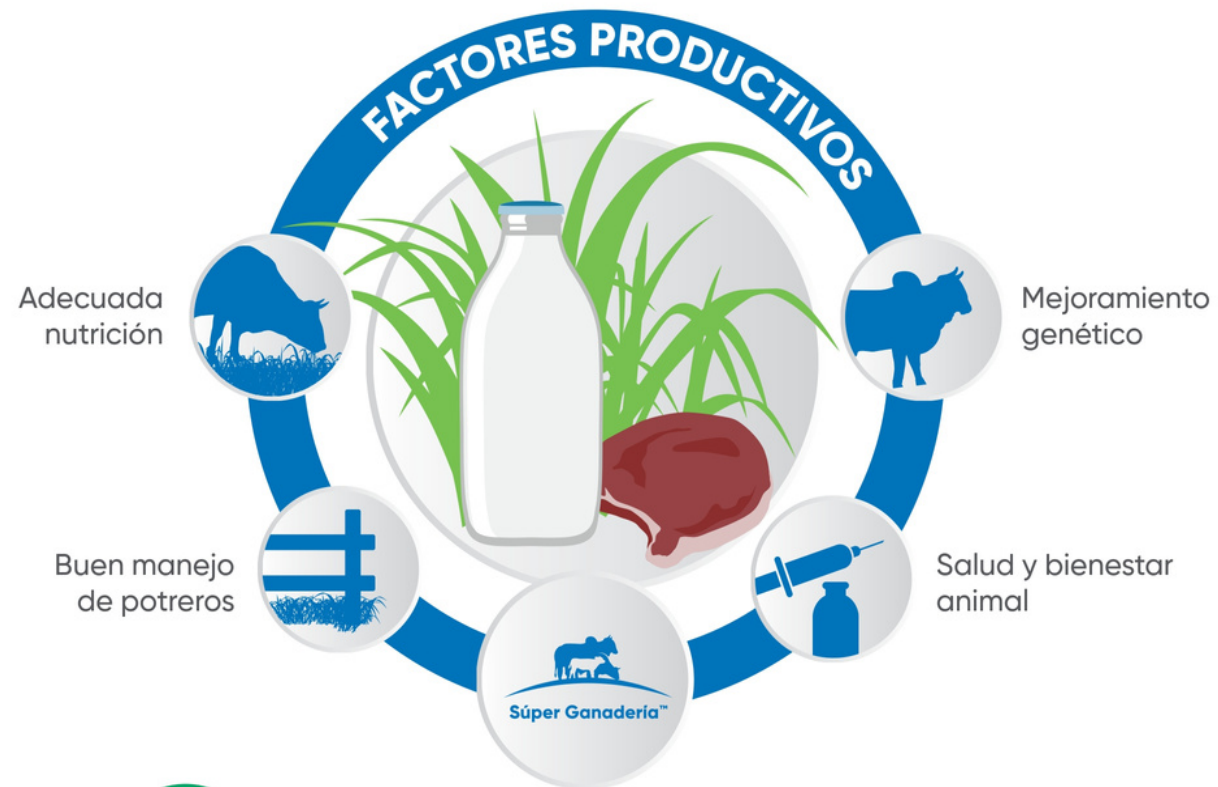 FACTORES PRODUCTIVOS
Adecuada
nutrición
Mejoramiento
genético
Buen manejo
de potreros
Salud y bienestar
animal
Súper Ganadería™